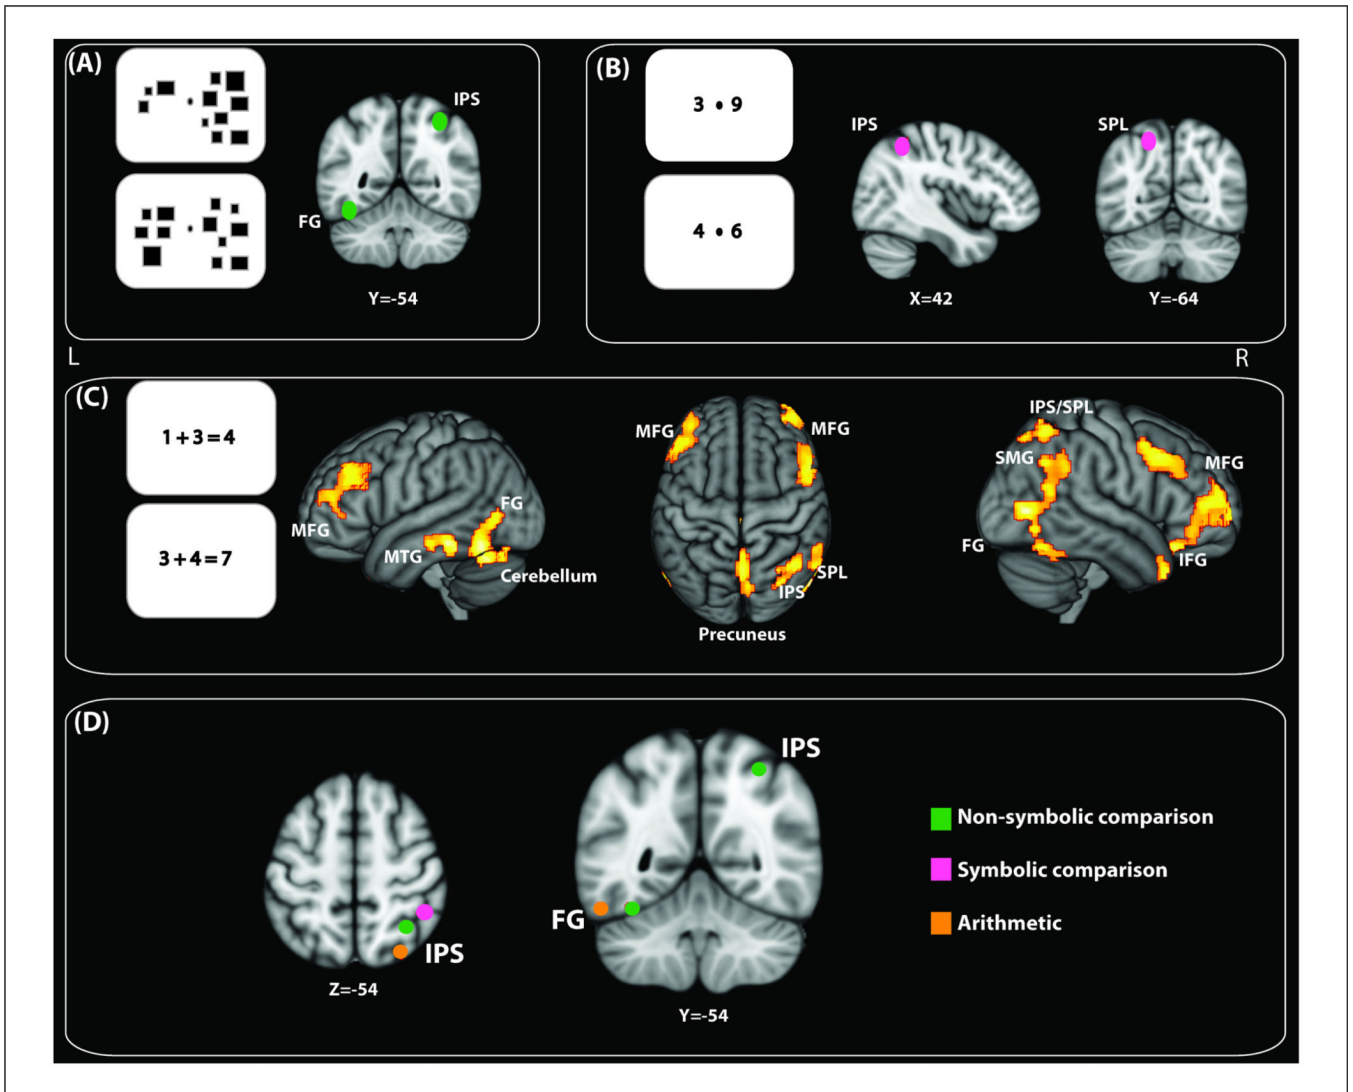 (A)
IPS
FG
Y=-54
(B)
3 • 9
4 • 6
IPS
X=42
SPL
Y=-64
L
R
(C)
1 + 3 = 4
3 + 4 = 7
MFG
MTG
FG
Cerebellum
MFG
MFG
SPL
IPS
Precuneus
IPS/SPL
SMG
MFG
FG
IFG
(D)
IPS
Z=-54
IPS
FG
Y=-54
Non-symbolic comparison
Symbolic comparison
Arithmetic